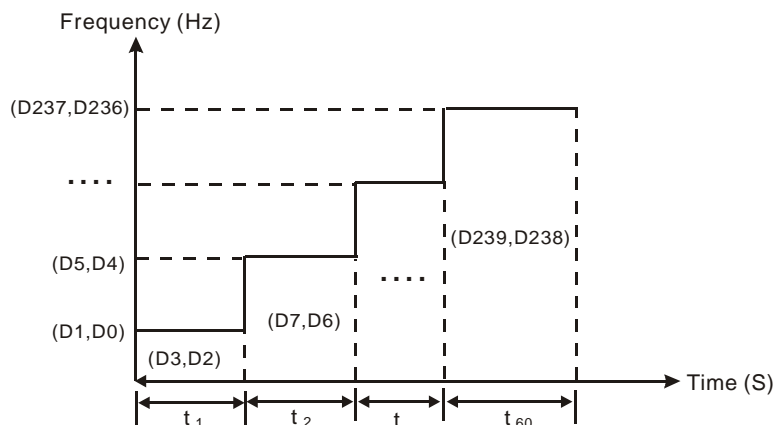 Frequency (Hz)
(D237,D236)
....
(D239,D238)
(D5,D4)
....
(D7,D6)
(D1,D0)
(D3,D2)
Time (S)
t 1
t 2
t
t 60